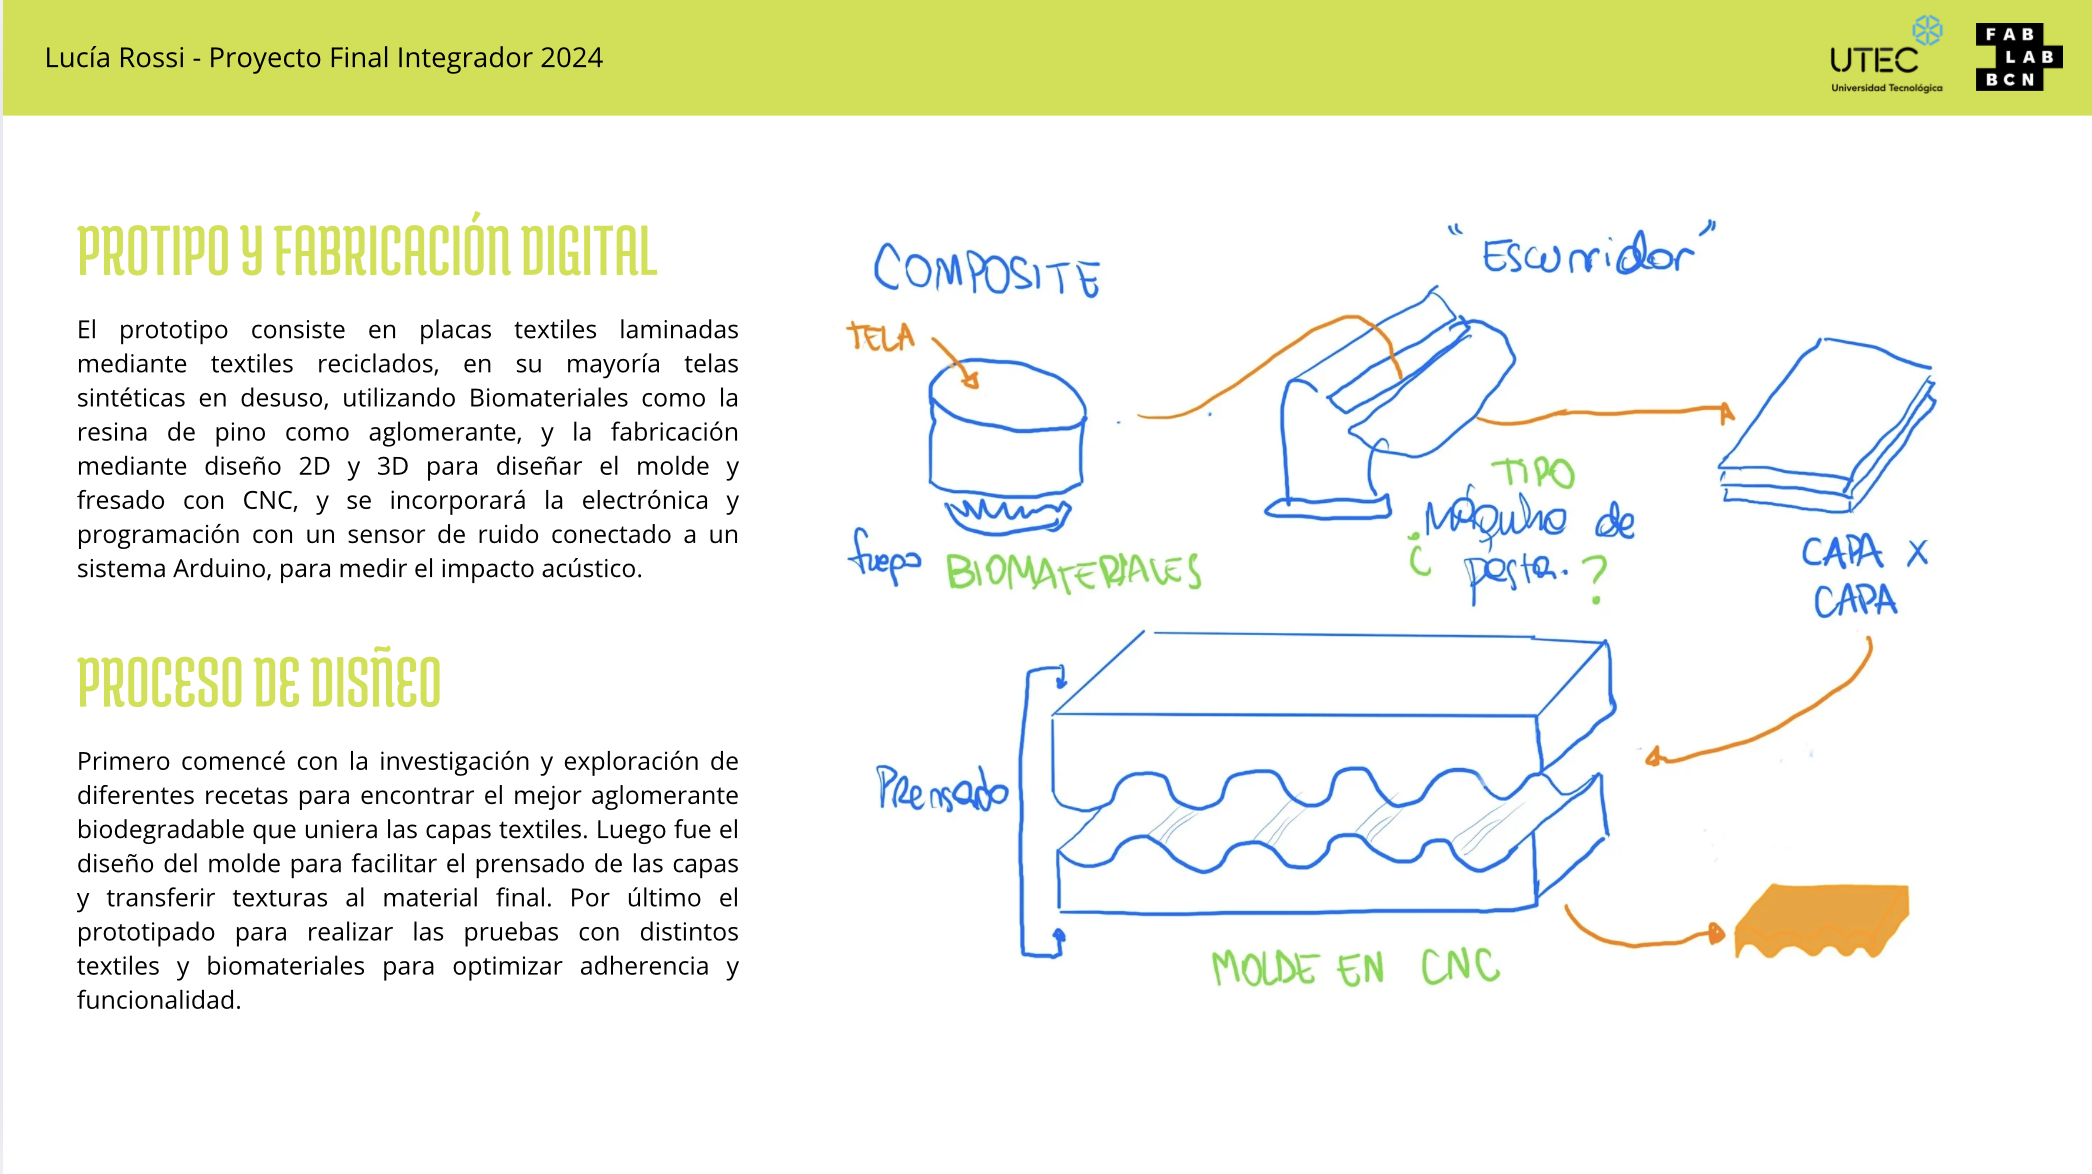 Lucía Rossi - Proyecto Final Integrador 2024
UTEC
Universidad Tecnológica
FAB
LAB
BCN
PROTIPO Y FABRICACIÓN DIGITAL
El prototipo consiste en placas textiles laminadas
mediante textiles reciclados, en su mayoría telas
sintéticas en desuso, utilizando Biomateriales como la
resina de pino como aglomerante, y la fabricación
mediante diseño 2D y 3D para diseñar el molde y
fresado con CNC, y se incorporará la electrónica y
programación con un sensor de ruido conectado a un
sistema Arduino, para medir el impacto acústico.
PROCESO DE DISÑEO
Primero comencé con la investigación y exploración de
diferentes recetas para encontrar el mejor aglomerante
biodegradable que uniera las capas textiles. Luego fue el
diseño del molde para facilitar el prensado de las capas
y transferir texturas al material final. Por último el
prototipado para realizar las pruebas con distintos
textiles y biomateriales para optimizar adherencia y
funcionalidad.
COMPOSITE
TELA
fuego
BIOMATERIALES
"Escurridor"
TIPO
Máquina de
¿ pasta. ?
CAPA X
CAPA
Prensado
MOLDE EN CNC